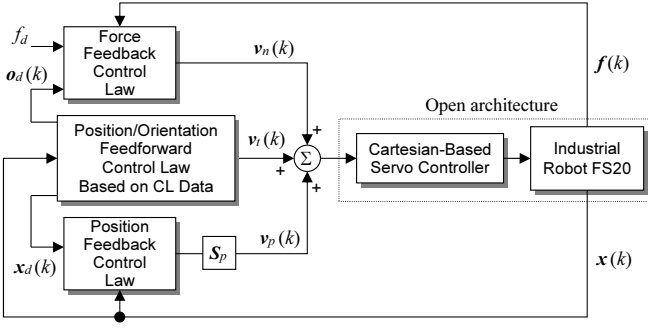 f_d
Force
Feedback
Control
Law
v_n(k)
o_d(k)
f(k)
Open architecture
Position/Orientation
Feedforward
Control Law
Based on CL Data
v_t(k)
+
+
+
Σ
Cartesian-Based
Servo Controller
Industrial
Robot FS20
Position
Feedback
Control
Law
S_p
v_p(k)
x_d(k)
x(k)